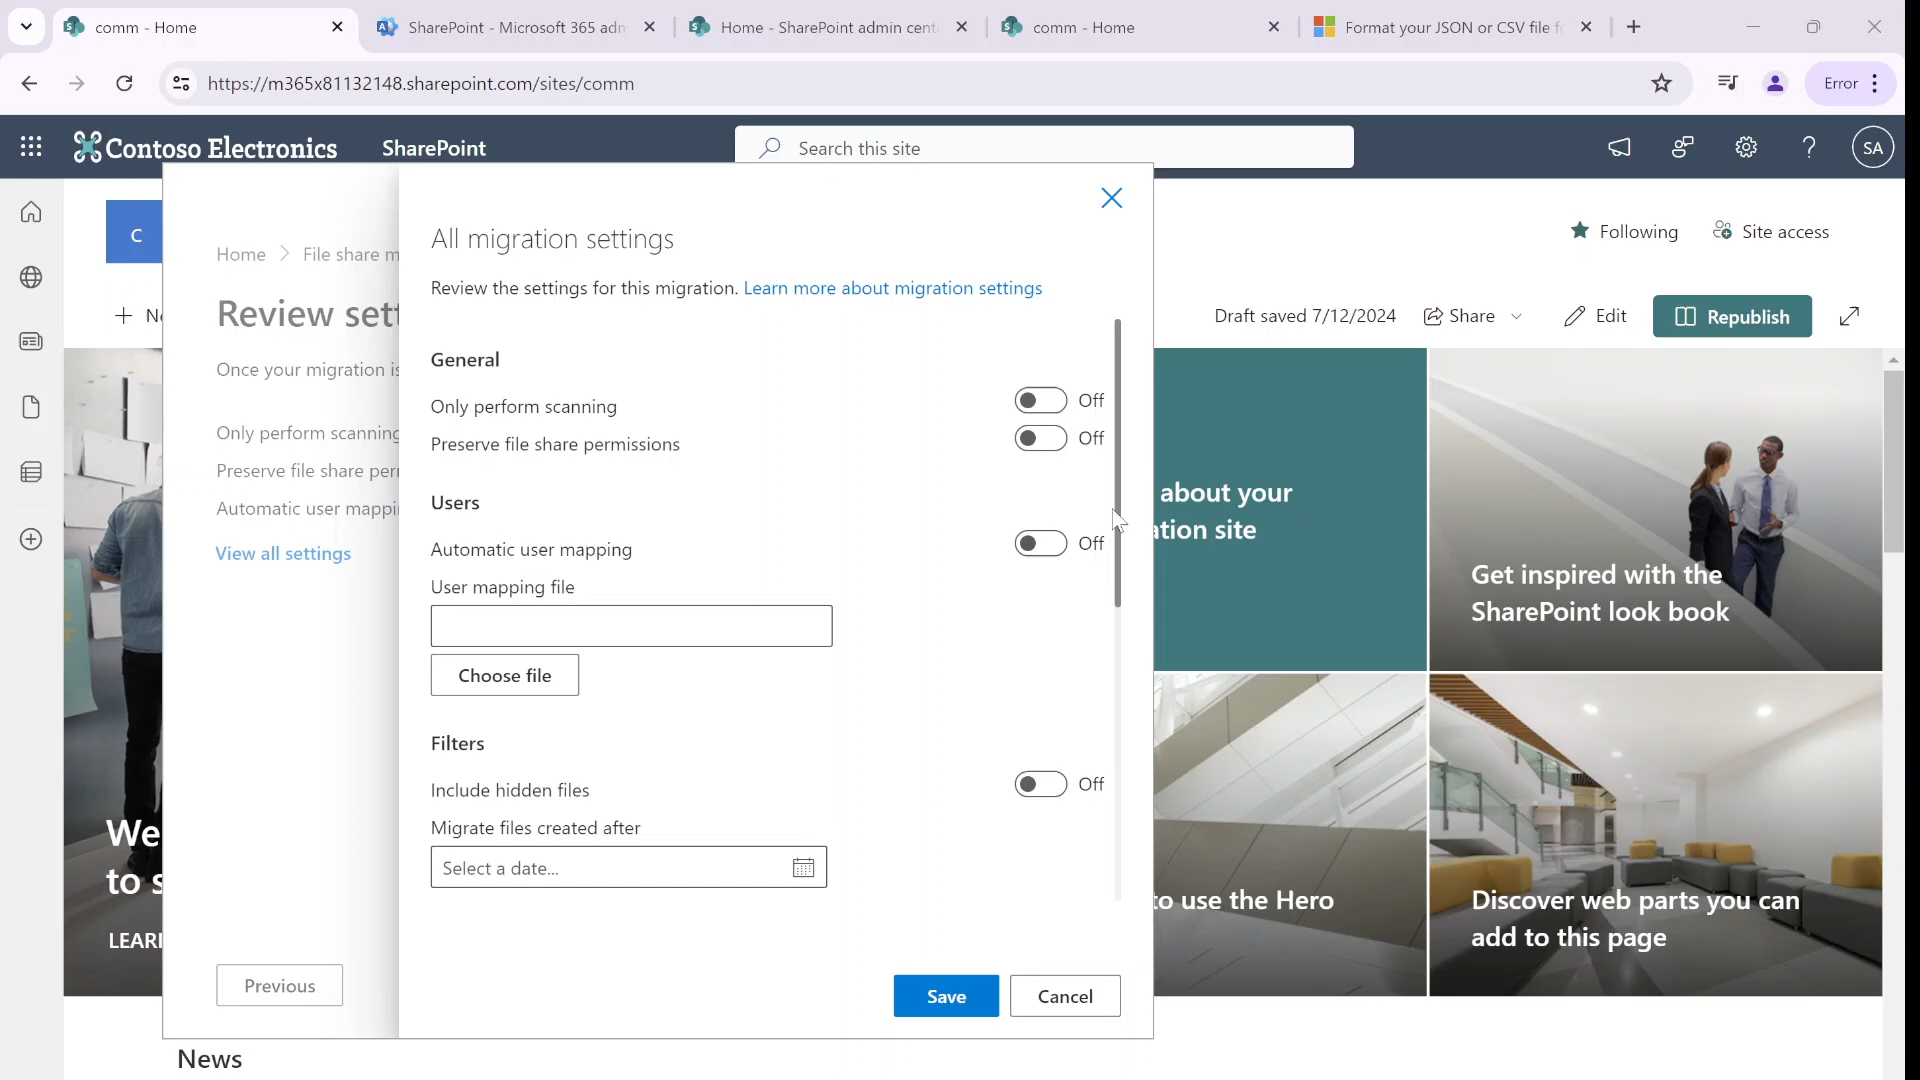 comm - Home
SharePoint - Microsoft 365 adm
Home - SharePoint admin cent
comm - Home
Format your JSON or CSV file f
https://m365x81132148.sharepoint.com/sites/comm
Error
Contoso Electronics
SharePoint
Search this site
SA
C
Following
Site access
Home
File share m
All migration settings
Review the settings for this migration. Learn more about migration settings
Review sett
+ Ne
Draft saved 7/12/2024
Share
Edit
Republish
Once your migration is
General
Only perform scanning
Off
Preserve file share permissions
Off
Only perform scanning
Preserve file share per
Automatic user mappi
View all settings
Users
Automatic user mapping
Off
User mapping file
Choose file
about your
ation site
Get inspired with the
SharePoint look book
Filters
Include hidden files
Off
Migrate files created after
Select a date...
We
to s
LEARI
to use the Hero
Discover web parts you can
add to this page
Previous
Save
Cancel
News